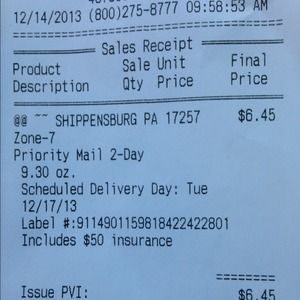 12/14/2013 (800)275-8777 09:58:53 AM
Sales Receipt
Product Sale Unit Final
Description Qty Price Price
@@ ~~ SHIPPENSBURG PA 17257 $6.45
Zone-7
Priority Mail 2-Day
9.30 oz.
Scheduled Delivery Day: Tue
12/17/13
Label #:9114901159818422422801
Includes $50 insurance
========
Issue PVI: $6.45